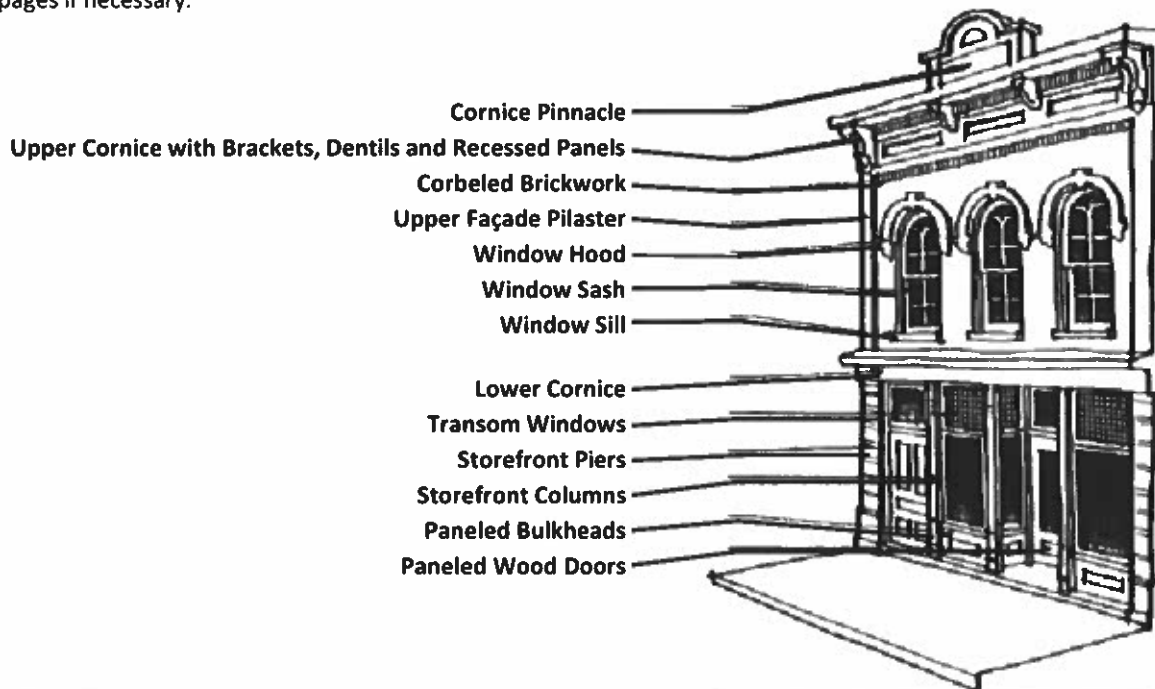 pages if necessary.
Cornice Pinnacle
Upper Cornice with Brackets, Dentils and Recessed Panels
Corbeled Brickwork
Upper Façade Pilaster
Window Hood
Window Sash
Window Sill
Lower Cornice
Transom Windows
Storefront Piers
Storefront Columns
Paneled Bulkheads
Paneled Wood Doors